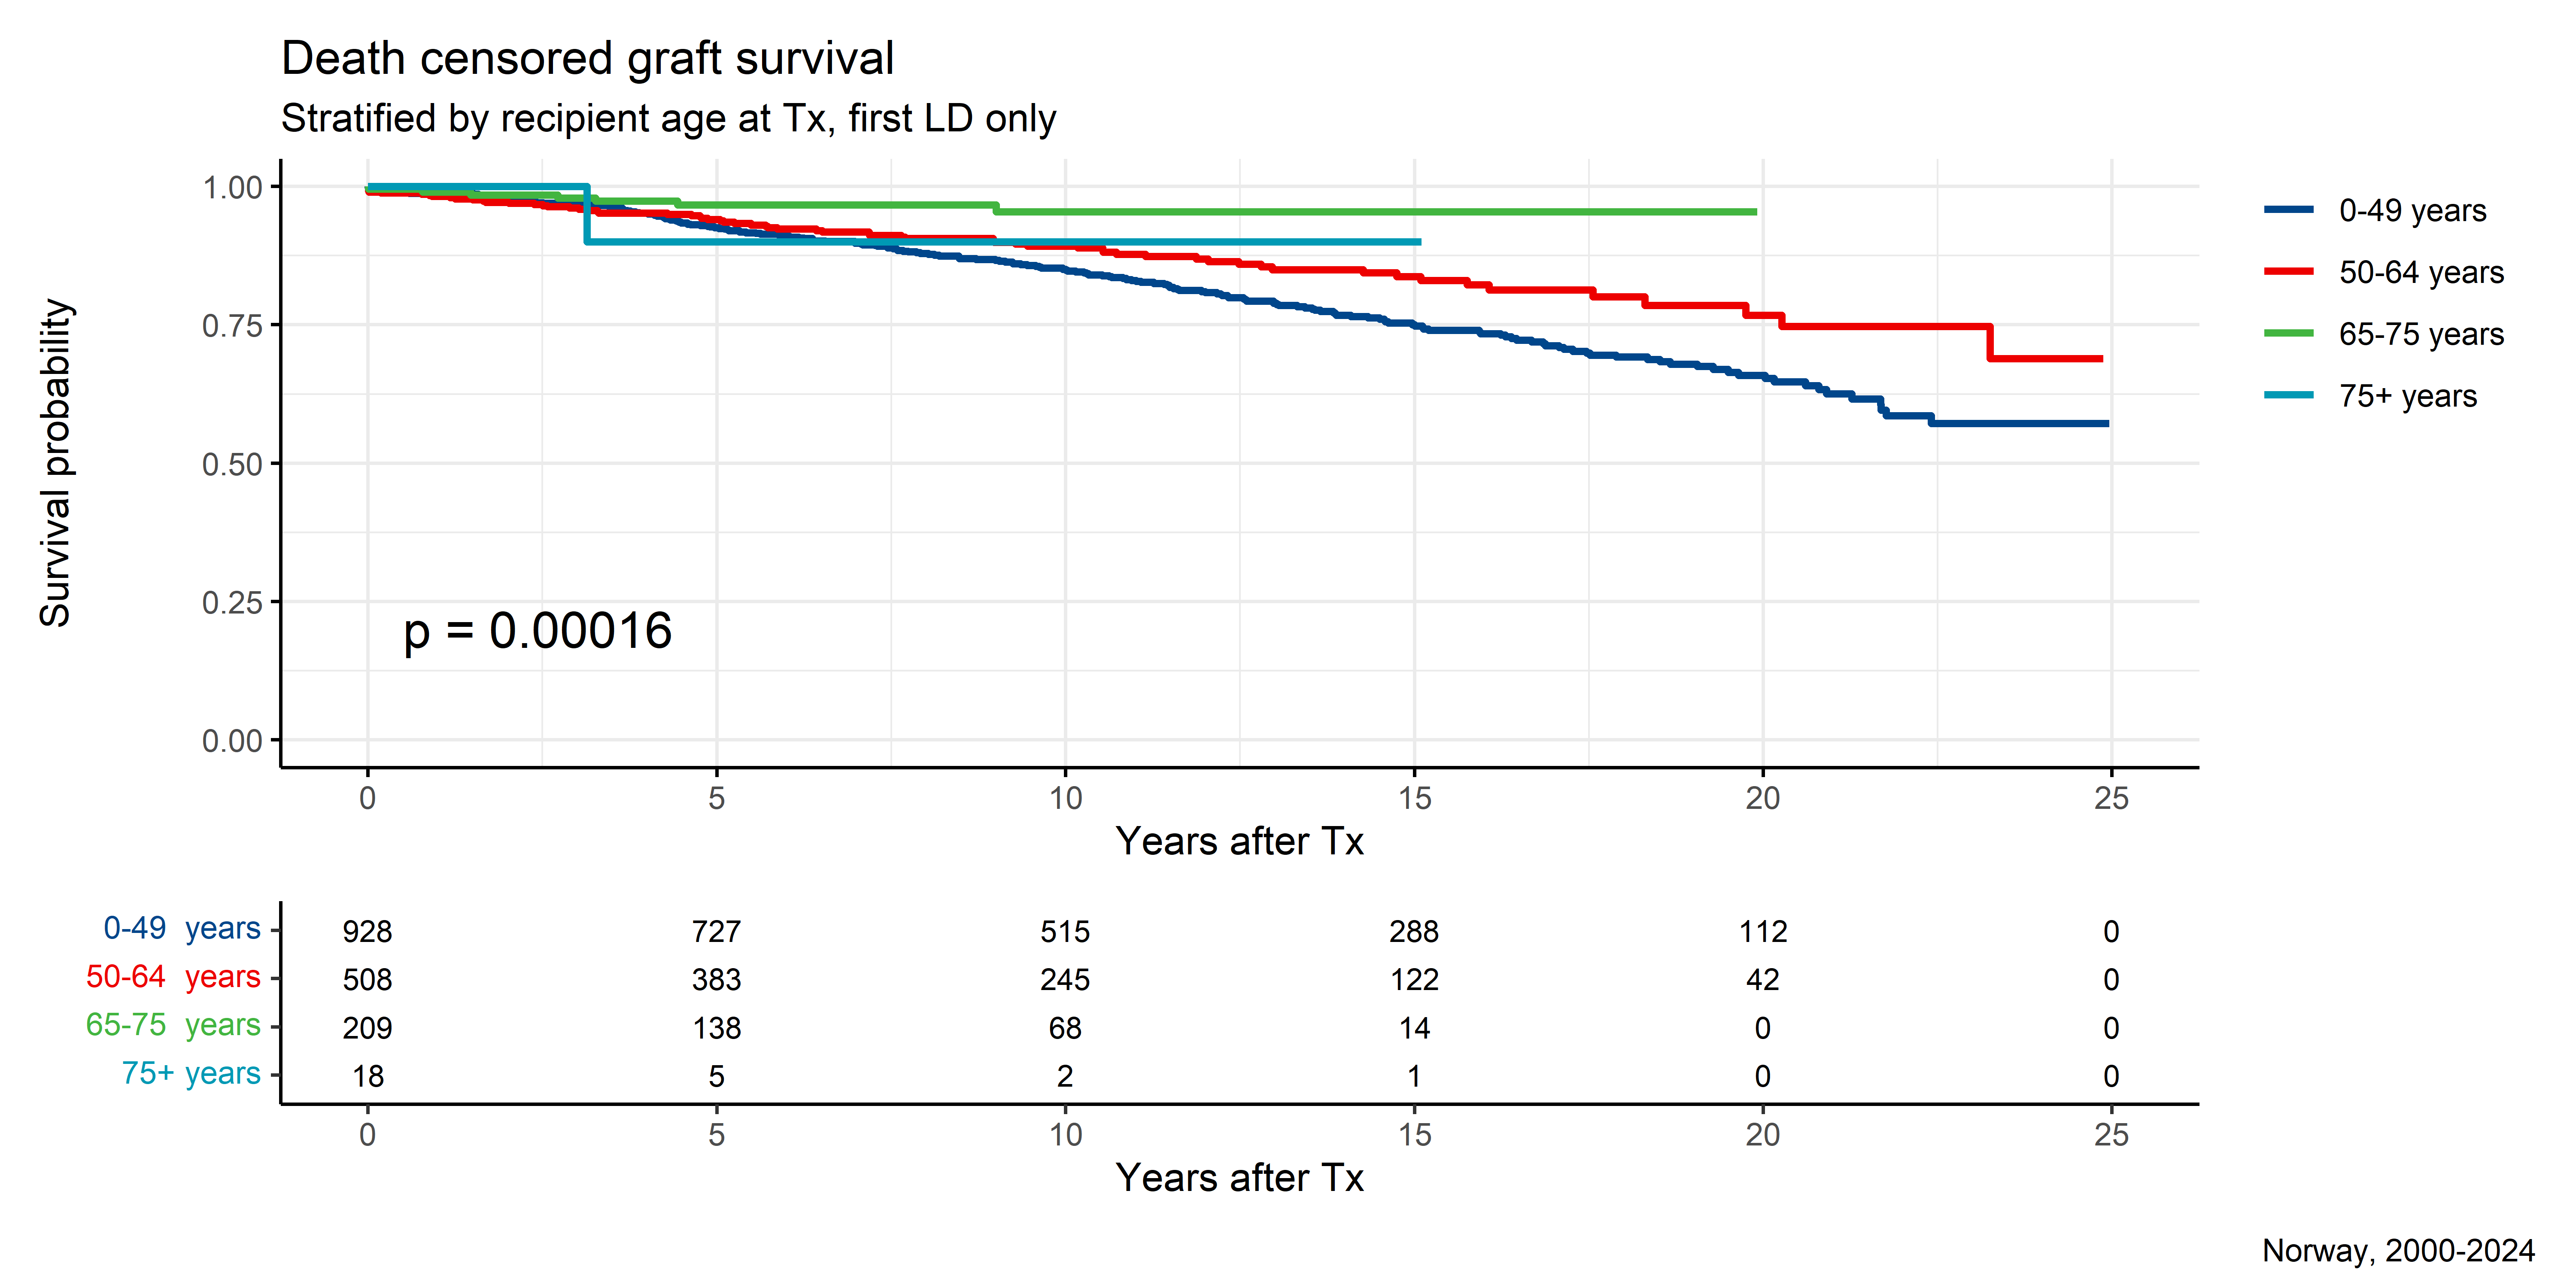 Death censored graft survival
Stratified by recipient age at Tx, first LD only
Survival probability
1.00
0.75
0.50
0.25
0.00
p = 0.00016
0 5 10 15 20 25
Years after Tx
0-49 years
50-64 years
65-75 years
75+ years
0-49 years 928 727 515 288 112 0
50-64 years 508 383 245 122 42 0
65-75 years 209 138 68 14 0 0
75+ years 18 5 2 1 0 0
0 5 10 15 20 25
Years after Tx
Norway, 2000-2024